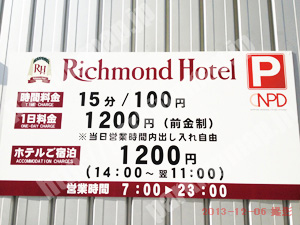 RH
Richmond Hotel
P
時間料金
TIME CHARGE
15分/100円
NPD
1日料金
ONE-DAY CHARGE
1200円 (前金制)
※当日営業時間内出し入れ自由
ホテルご宿泊
ACCOMMODATION CHARGES
1200円
(14:00~翌11:00)
営業時間 7:00▶23:00
2013-12-06